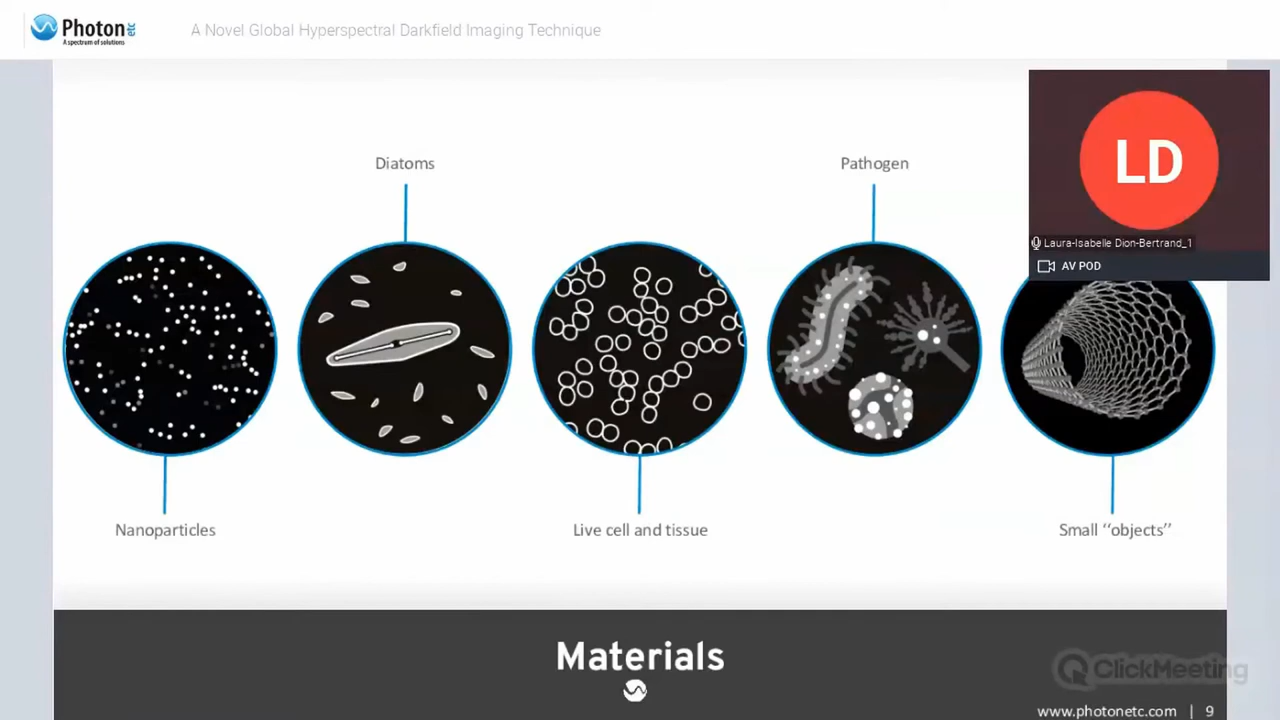 Photon etc
A spectrum of solutions
A Novel Global Hyperspectral Darkfield Imaging Technique
Diatoms
Pathogen
LD
Laura-Isabelle Dion-Bertrand_1
AV POD
Nanoparticles
Live cell and tissue
Small ‘‘objects’’
Materials
ClickMeeting
www.photonetc.com | 9